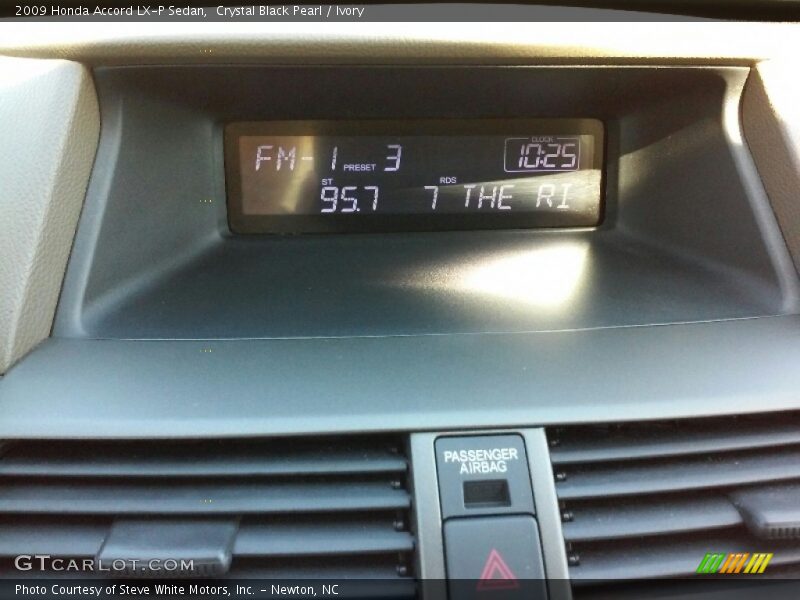 2009 Honda Accord LX-P Sedan,  Crystal Black Pearl / Ivory
CLOCK
FM-1 PRESET 3 10:25
ST RDS
95.7 7 THE RI
PASSENGER
AIRBAG
GTCARLOT.COM
Photo Courtesy of Steve White Motors, Inc. - Newton, NC